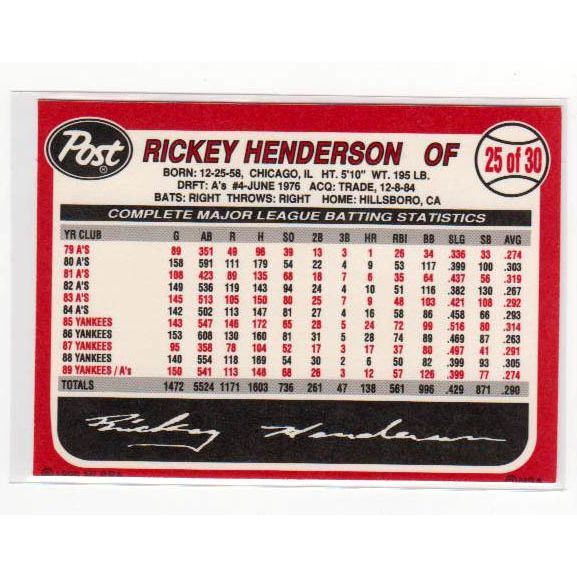 Post®
RICKEY HENDERSON OF
25 of 30
BORN: 12-25-58, CHICAGO, IL HT. 5'10" WT. 195 LB.
DRFT: A's #4-JUNE 1976 ACQ: TRADE, 12-8-84
BATS: RIGHT THROWS: RIGHT HOME: HILLSBORO, CA
COMPLETE MAJOR LEAGUE BATTING STATISTICS
YR CLUB G AB R H SO 2B 3B HR RBI BB SLG SB AVG
79 A'S 89 351 49 96 39 13 3 1 26 34 .336 33 .274
80 A'S 158 591 111 179 54 22 4 9 53 117 .399 100 .303
81 A'S 108 423 89 135 68 18 7 6 35 64 .437 56 .319
82 A'S 149 536 119 143 94 24 4 10 51 116 .382 130 .267
83 A'S 145 513 105 150 80 25 7 9 48 103 .421 108 .292
84 A'S 142 502 113 147 81 27 4 16 58 86 .458 66 .293
85 YANKEES 143 547 146 172 65 28 5 24 72 99 .516 80 .314
86 YANKEES 153 608 130 160 81 31 5 28 74 89 .469 87 .263
87 YANKEES 95 358 78 104 52 17 3 17 37 80 .497 41 .291
88 YANKEES 140 554 118 169 54 30 2 6 50 82 .399 93 .305
89 YANKEES / A's 150 541 113 148 68 26 3 12 57 126 .399 77 .274
TOTALS 1472 5524 1171 1603 736 261 47 138 561 996 .429 871 .290
Rickey Henderson